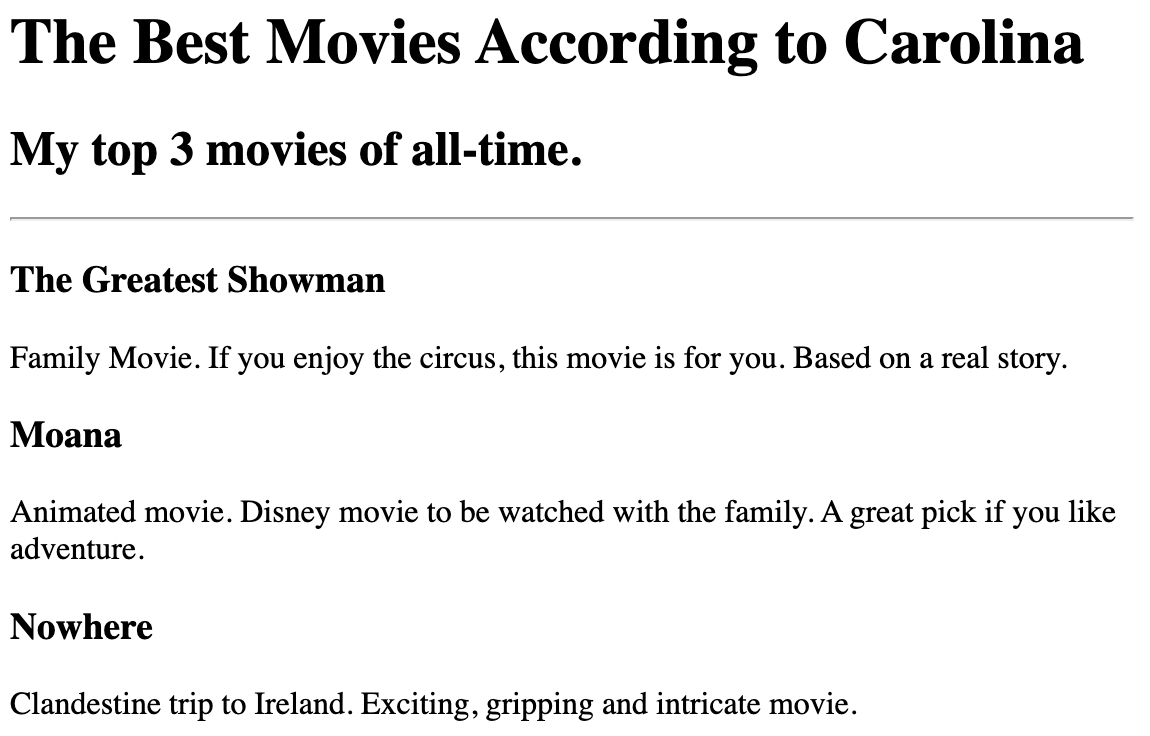 The Best Movies According to Carolina
My top 3 movies of all-time.
The Greatest Showman
Family Movie. If you enjoy the circus, this movie is for you. Based on a real story.
Moana
Animated movie. Disney movie to be watched with the family. A great pick if you like
adventure.
Nowhere
Clandestine trip to Ireland. Exciting, gripping and intricate movie.